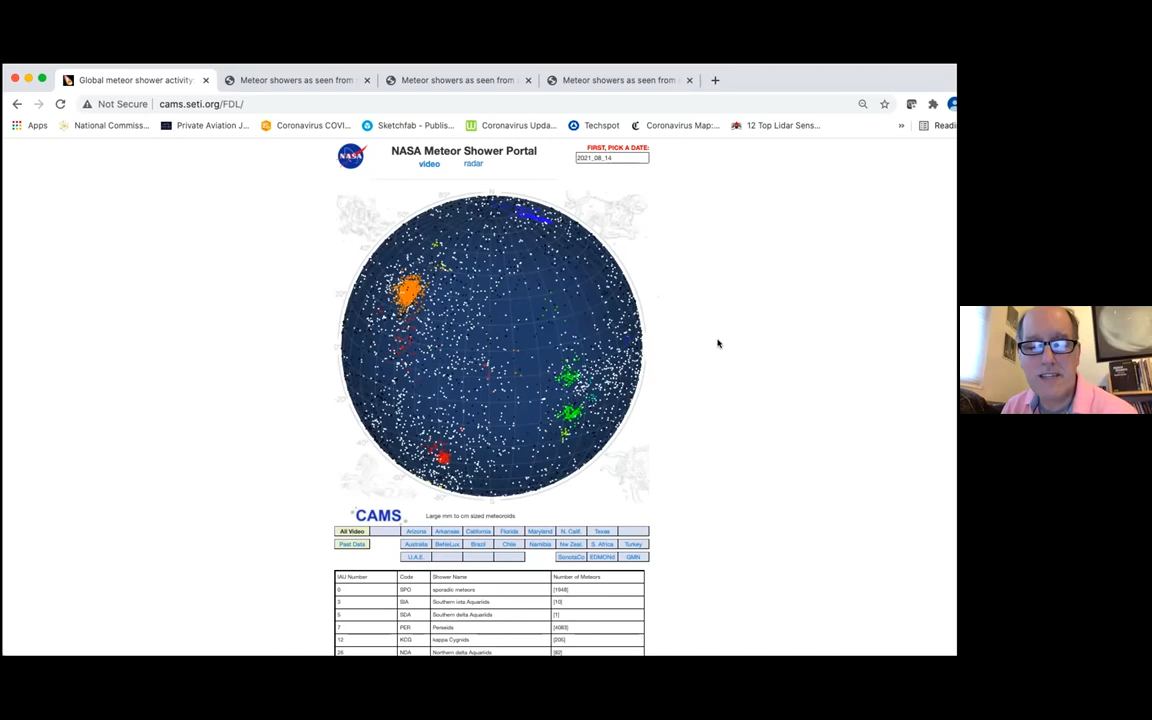 Global meteor shower activity
Meteor showers as seen from
Meteor showers as seen from
Meteor showers as seen from
Not Secure
cams.seti.org/FDL/
Apps
National Commiss...
Private Aviation J...
Coronavirus COVI...
Sketchfab - Publis...
Coronavirus Upda...
Techspot
Coronavirus Map:...
12 Top Lidar Sens...
»
Readi
NASA
NASA Meteor Shower Portal
video radar
FIRST, PICK A DATE:
2021_08_14
CAMS
Large mm to cm sized meteoroids
All Video Arizona Arkansas California Florida Maryland N. Calif. Texas
Past Data Australia BeNeLux Brazil Chile Namibia Nw Zeal. S. Africa Turkey
U.A.E. SonotaCo EDMONd GMN
IAU Number Code Shower Name Number of Meteors
0 SPO sporadic meteors [1948]
3 SIA Southern iota Aquariids [10]
5 SDA Southern delta Aquariids [1]
7 PER Perseids [4083]
12 KCG kappa Cygnids [205]
26 NDA Northern delta Aquariids [82]